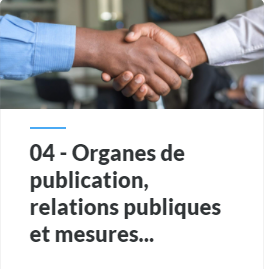 04 - Organes de
publication,
relations publiques
et mesures...